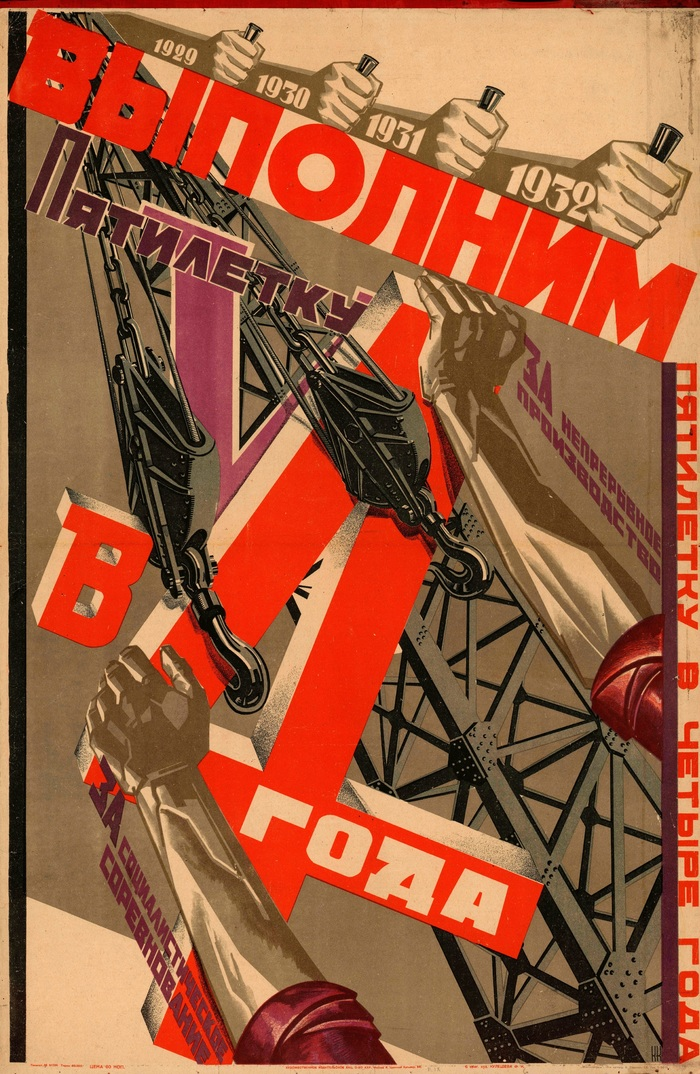 1929
1930
1931
1932
ВЫПОЛНИМ
Пятилетку
ЗА НЕПРЕРЫВНОЕ
ПРОИЗВОДСТВО
В
4
ГОДА
ЗА СОЦИАЛИСТИЧЕСКОЕ
СОРЕВНОВАНИЕ
ПЯТИЛЕТКУ В ЧЕТЫРЕ ГОДА